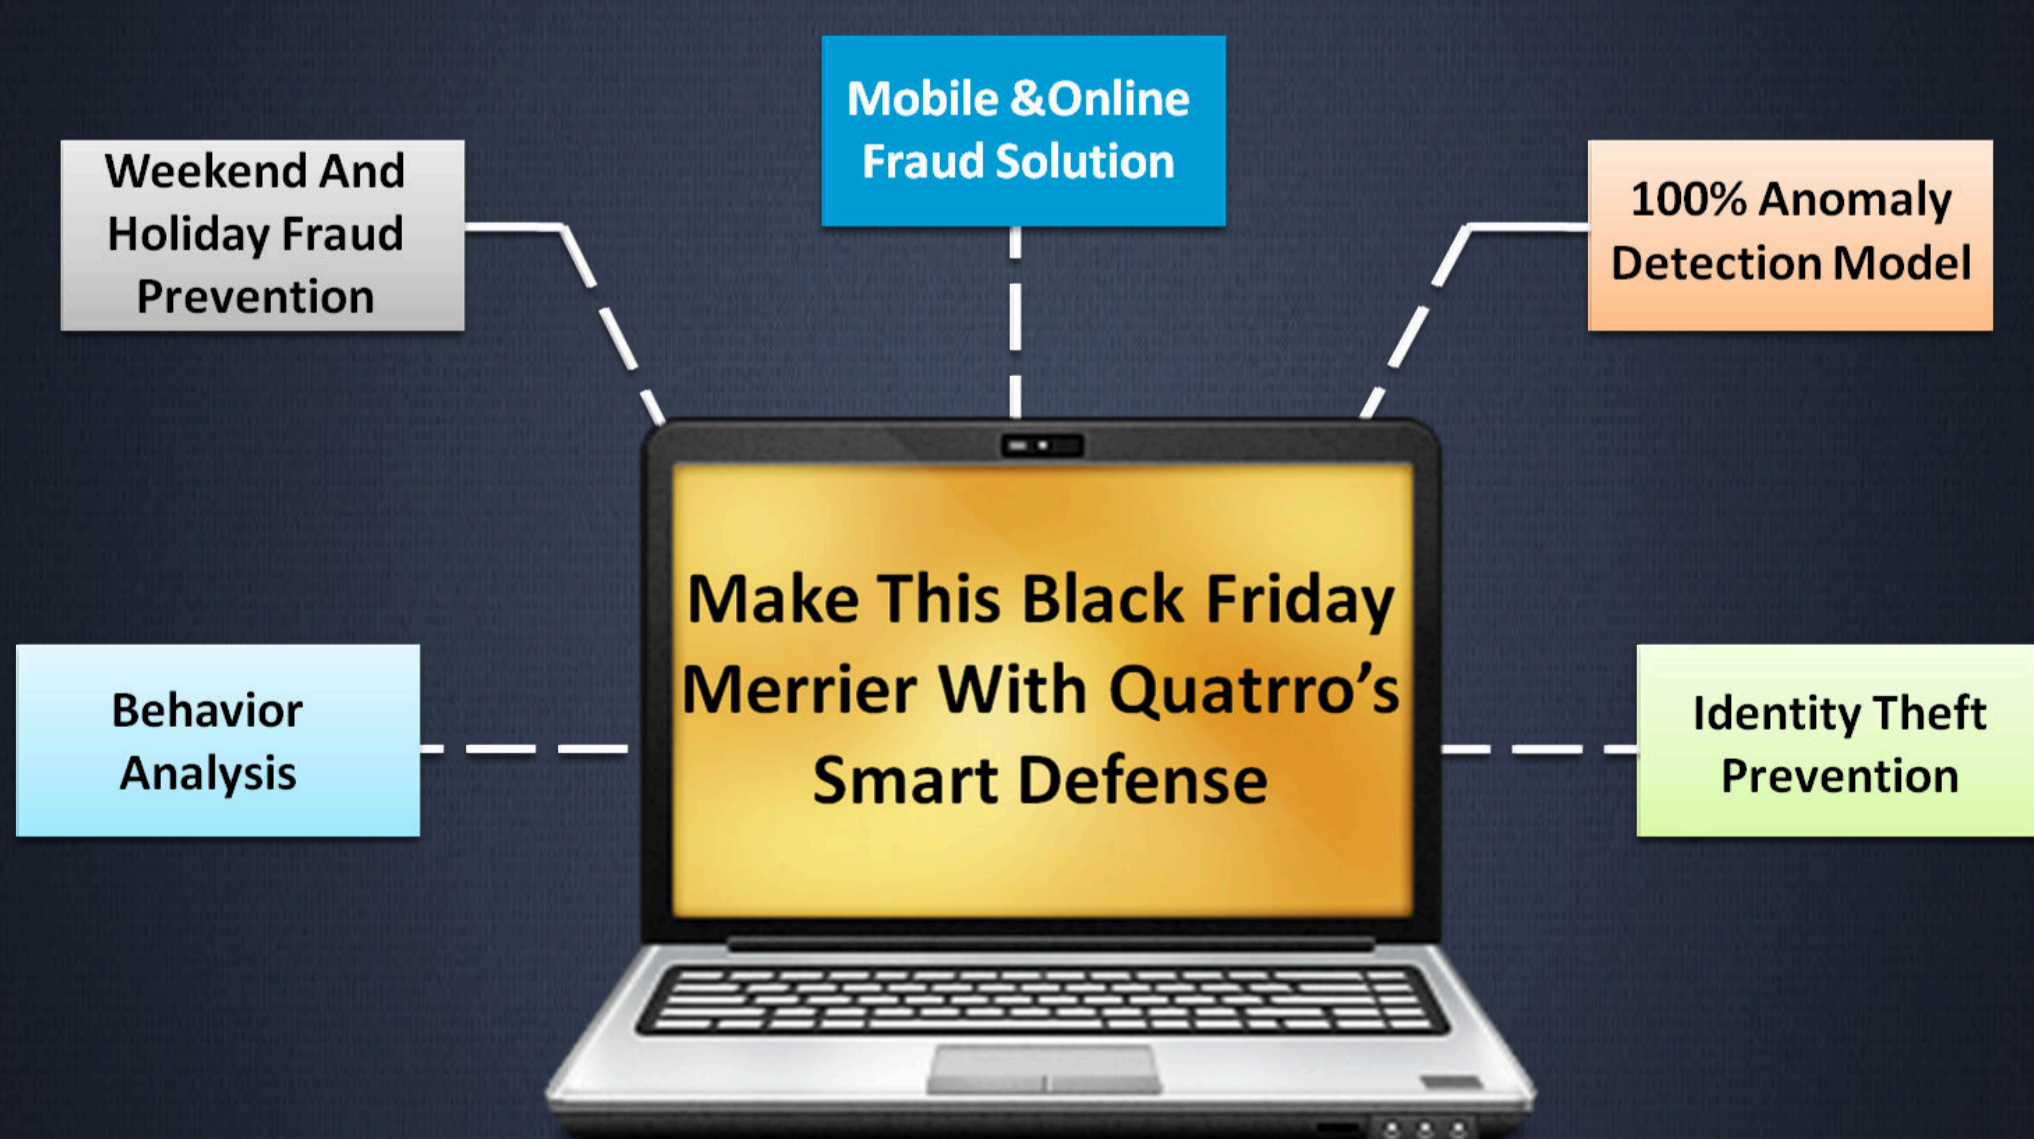 Mobile &Online
Fraud Solution
Weekend And
Holiday Fraud
Prevention
100% Anomaly
Detection Model
Make This Black Friday
Merrier With Quatrro’s
Smart Defense
Behavior
Analysis
Identity Theft
Prevention